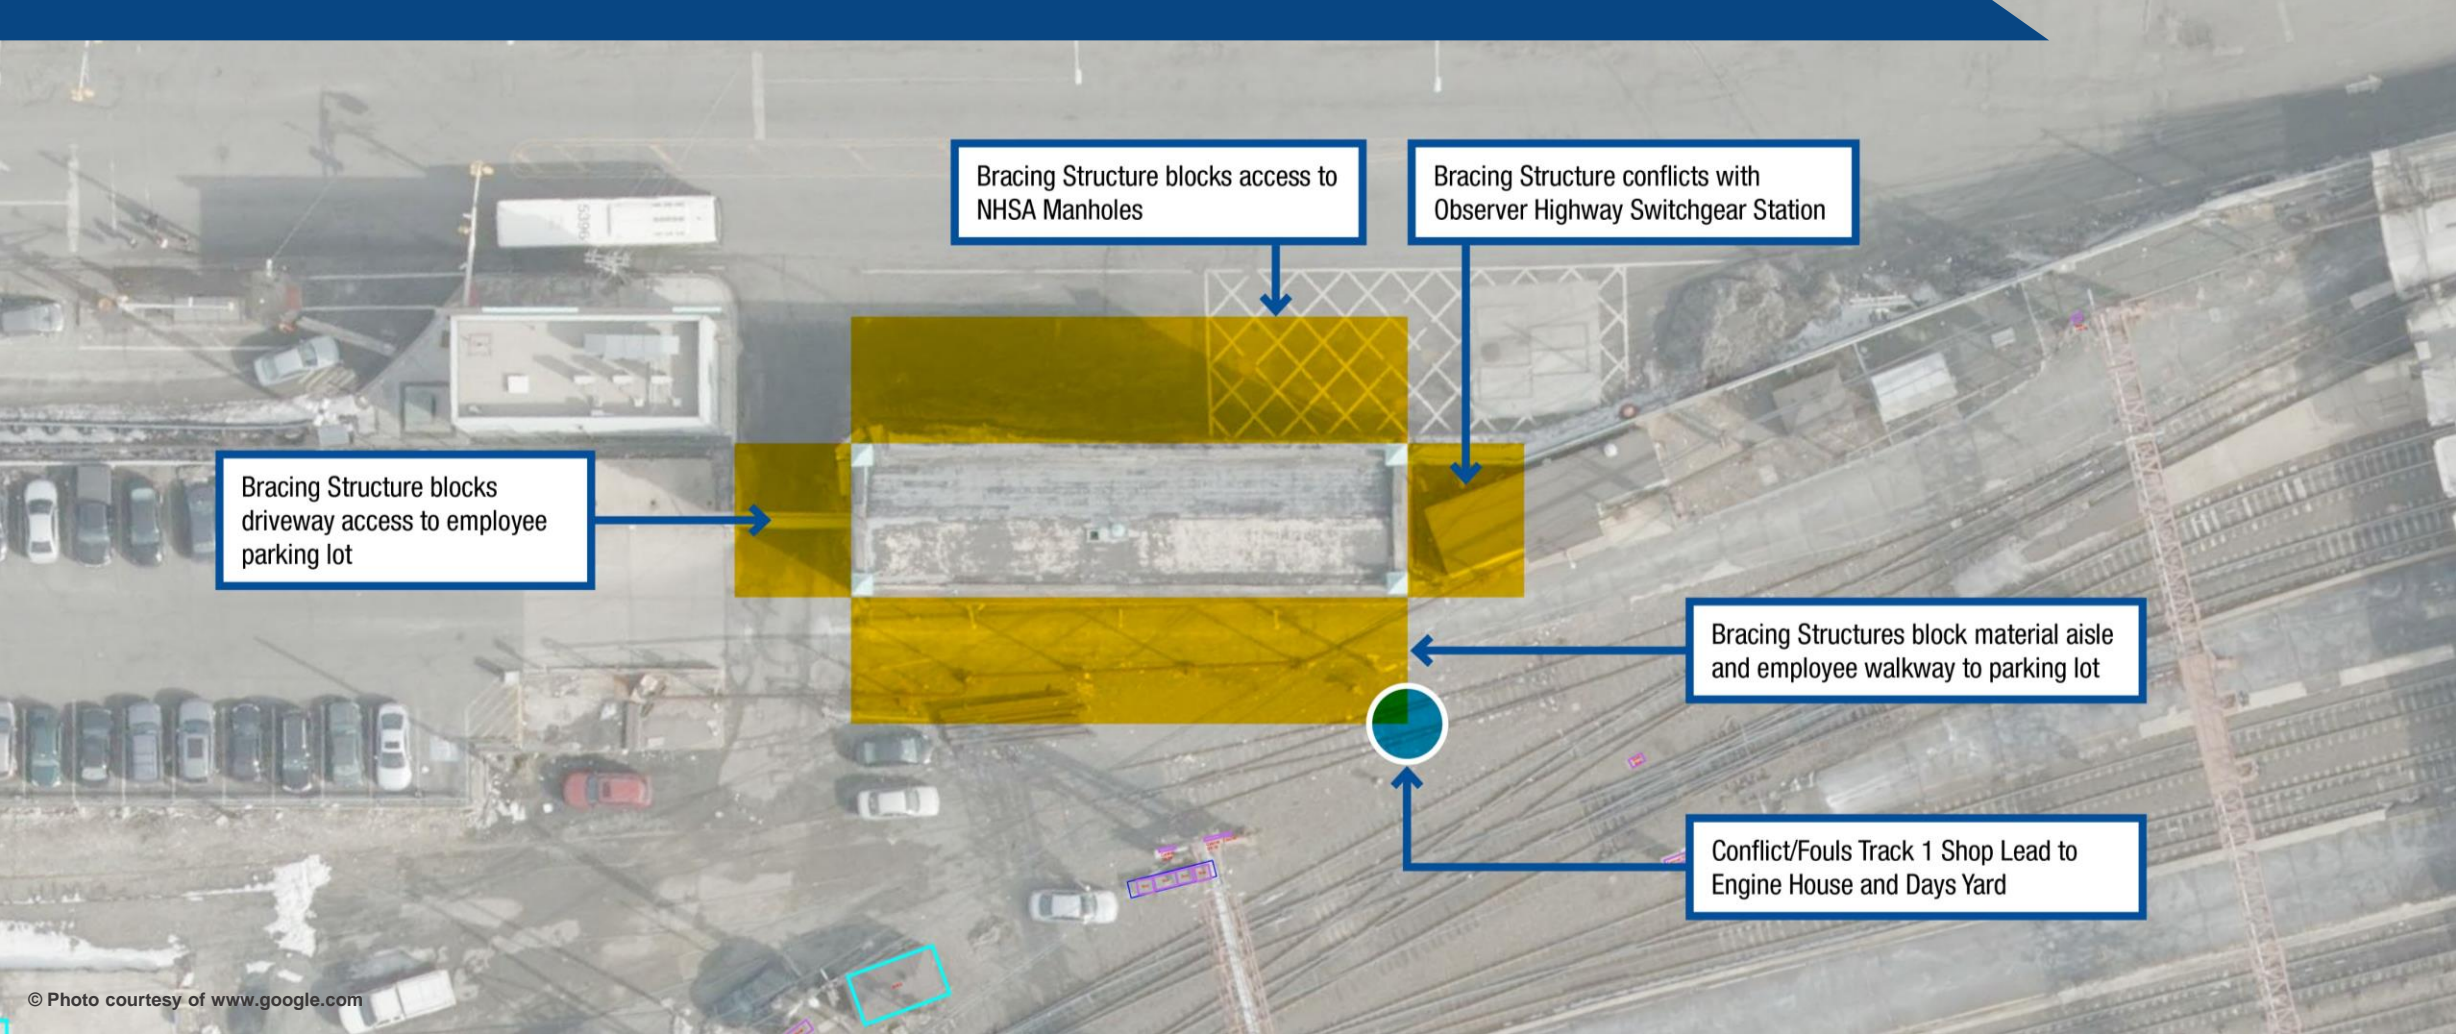 Bracing Structure blocks access to
NHSA Manholes
Bracing Structure conflicts with
Observer Highway Switchgear Station
5396
Bracing Structure blocks
driveway access to employee
parking lot
Bracing Structures block material aisle
and employee walkway to parking lot
Conflict/Fouls Track 1 Shop Lead to
Engine House and Days Yard
© Photo courtesy of www.google.com